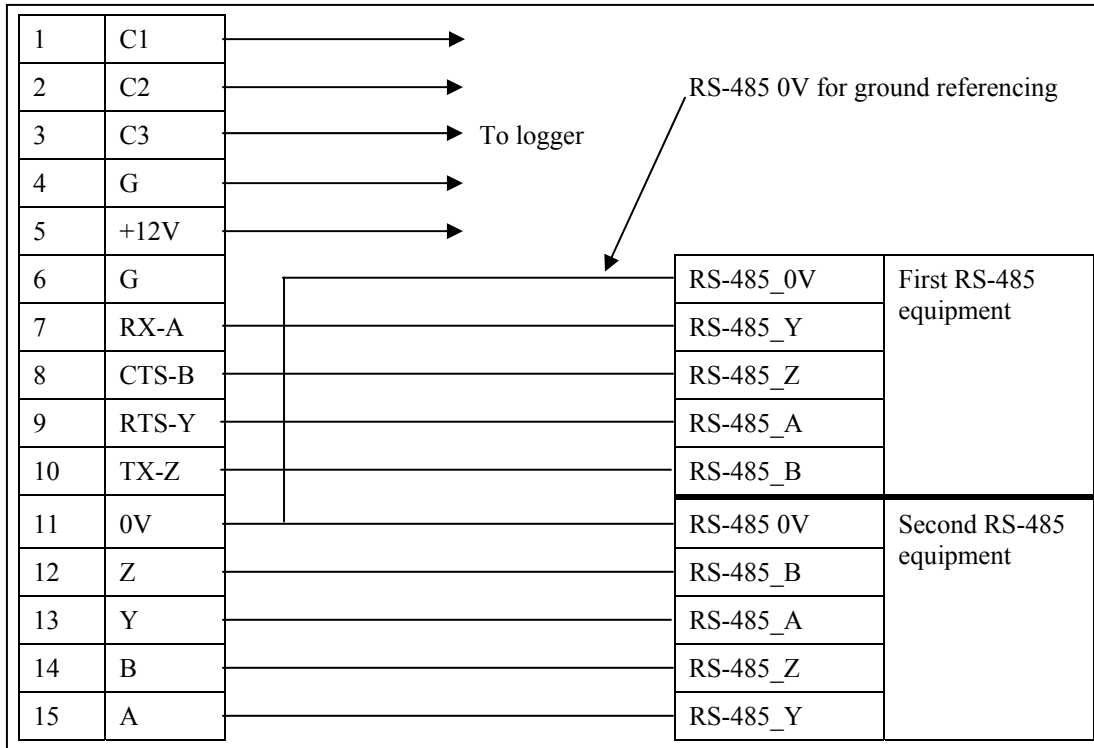 1 C1
2 C2
RS-485 0V for ground referencing
3 C3
To logger
4 G
5 +12V
6 G
RS-485_0V
First RS-485
equipment
7 RX-A
RS-485_Y
8 CTS-B
RS-485_Z
9 RTS-Y
RS-485_A
10 TX-Z
RS-485_B
11 0V
RS-485 0V
Second RS-485
equipment
12 Z
RS-485_B
13 Y
RS-485_A
14 B
RS-485_Z
15 A
RS-485_Y